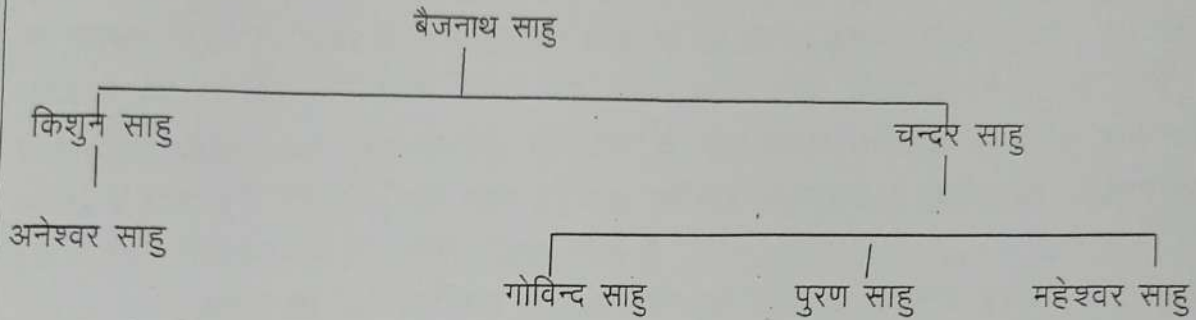 बैजनाथ साहु
किशुन साहु चन्दर साहु
अनेश्वर साहु
गोविन्द साहु पुरण साहु महेश्वर साहु